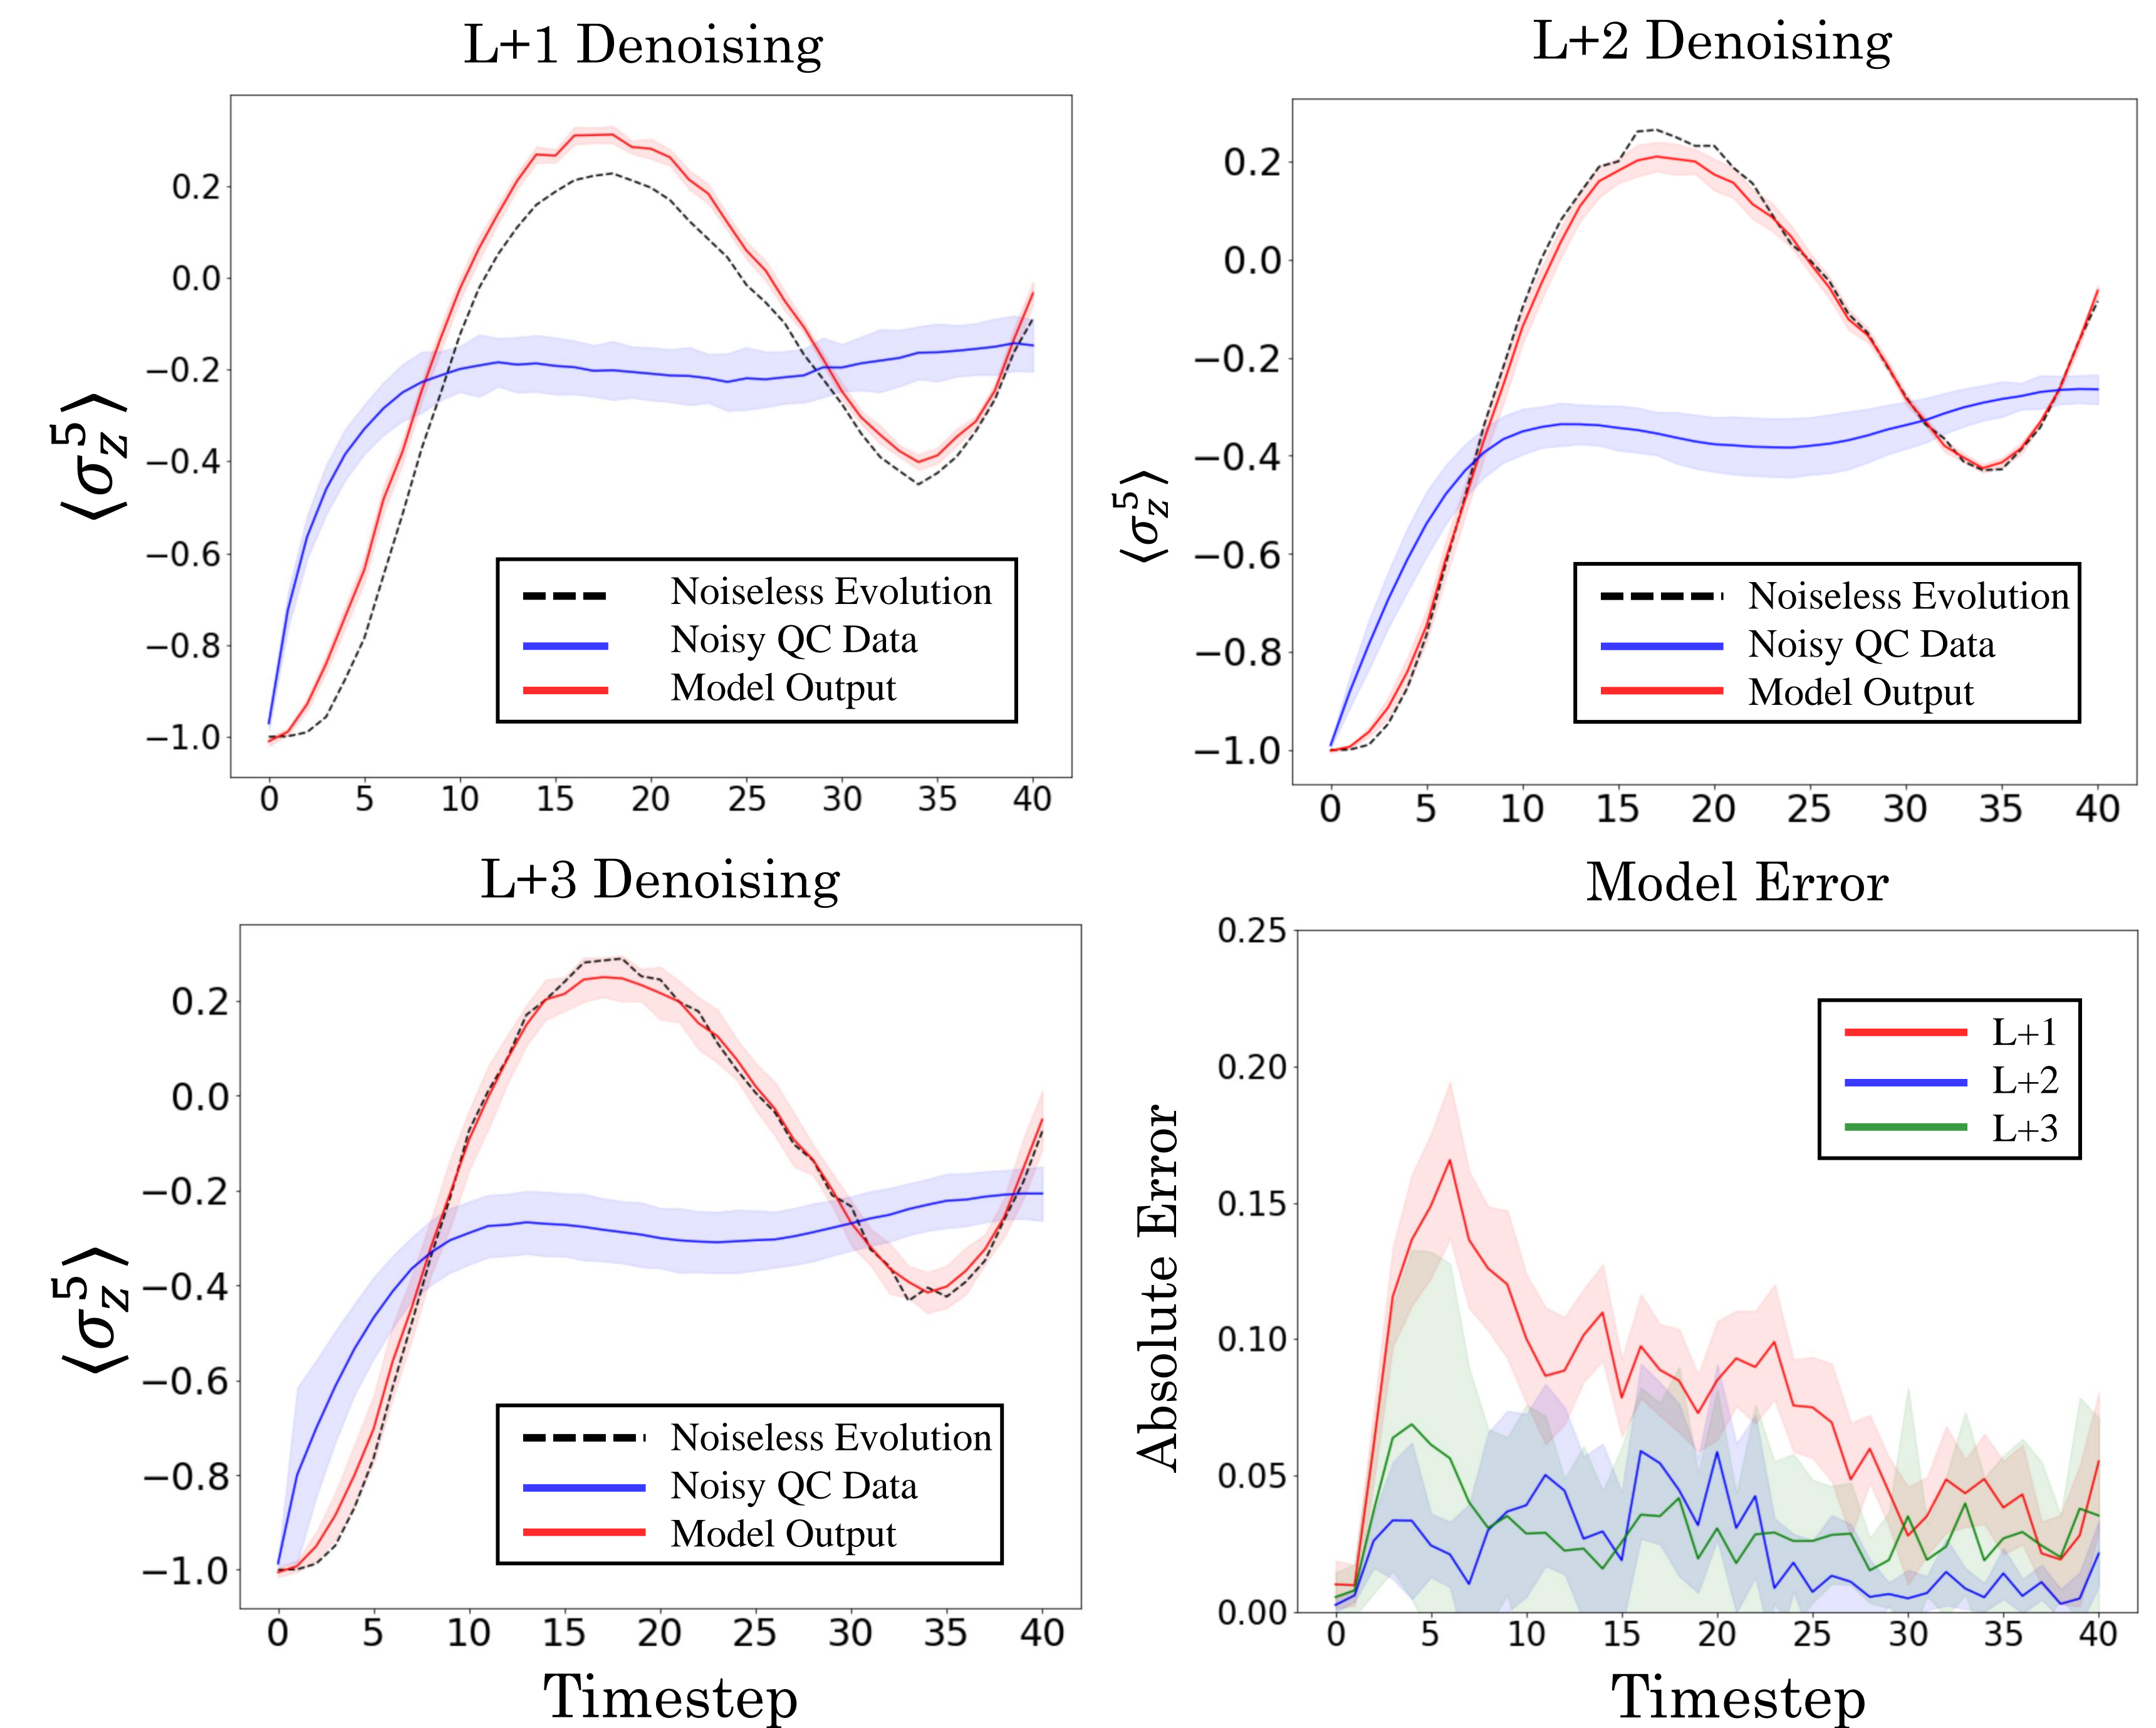 L+1 Denoising
0.2
0.0
−0.2
−0.4
−0.6
−0.8
−1.0
⟨σ_z^5⟩
Noiseless Evolution
Noisy QC Data
Model Output
0 5 10 15 20 25 30 35 40
L+2 Denoising
0.2
0.0
−0.2
−0.4
−0.6
−0.8
−1.0
⟨σ_z^5⟩
Noiseless Evolution
Noisy QC Data
Model Output
0 5 10 15 20 25 30 35 40
L+3 Denoising
0.2
0.0
−0.2
−0.4
−0.6
−0.8
−1.0
⟨σ_z^5⟩
Noiseless Evolution
Noisy QC Data
Model Output
0 5 10 15 20 25 30 35 40
Timestep
Model Error
0.25
0.20
0.15
0.10
0.05
0.00
Absolute Error
L+1
L+2
L+3
0 5 10 15 20 25 30 35 40
Timestep